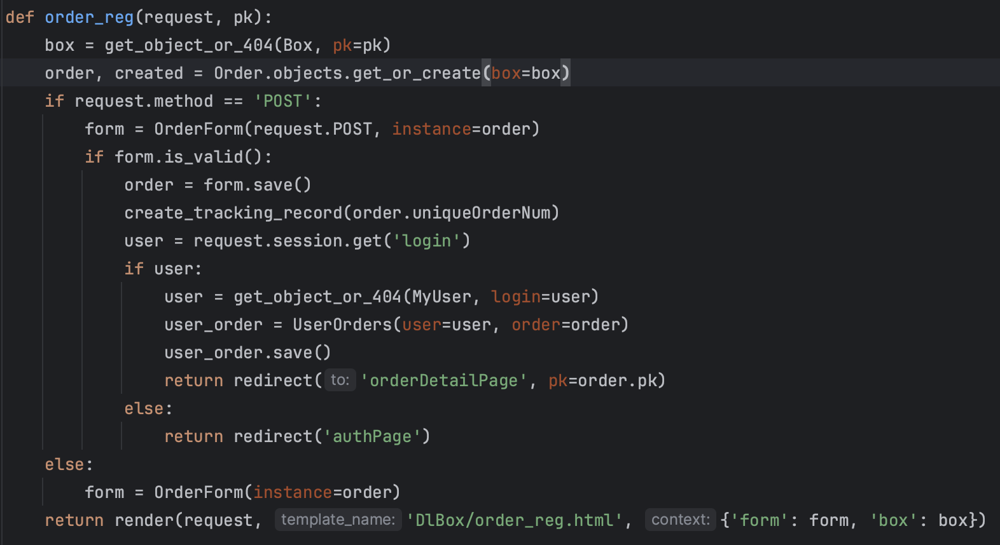 def order_reg(request, pk):
    box = get_object_or_404(Box, pk=pk)
    order, created = Order.objects.get_or_create(box=box)
    if request.method == 'POST':
        form = OrderForm(request.POST, instance=order)
        if form.is_valid():
            order = form.save()
            create_tracking_record(order.uniqueOrderNum)
            user = request.session.get('login')
            if user:
                user = get_object_or_404(MyUser, login=user)
                user_order = UserOrders(user=user, order=order)
                user_order.save()
                return redirect( to: 'orderDetailPage', pk=order.pk)
            else:
                return redirect('authPage')
    else:
        form = OrderForm(instance=order)
    return render(request, template_name: 'DlBox/order_reg.html', context: {'form': form, 'box': box})